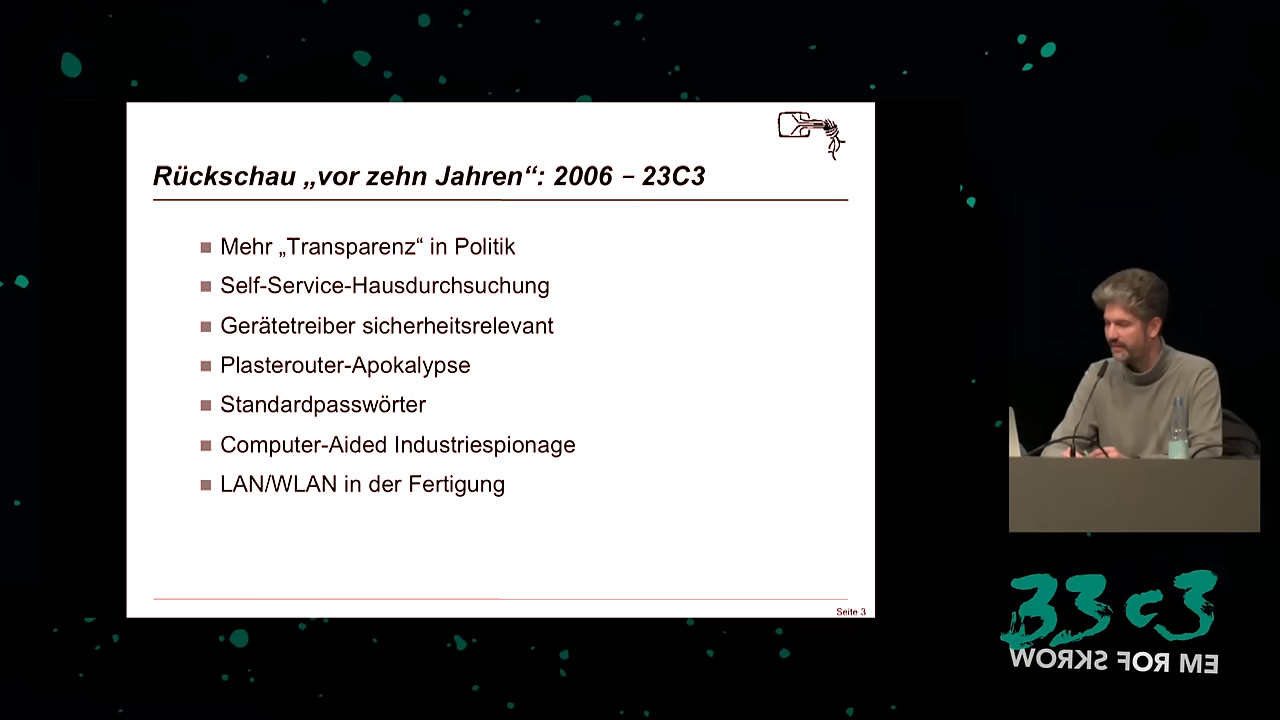 Rückschau „vor zehn Jahren“: 2006 – 23C3
Mehr „Transparenz“ in Politik
Self-Service-Hausdurchsuchung
Gerätetreiber sicherheitsrelevant
Plasterouter-Apokalypse
Standardpasswörter
Computer-Aided Industriespionage
LAN/WLAN in der Fertigung
Seite 3
33C3
WORKS FOR ME